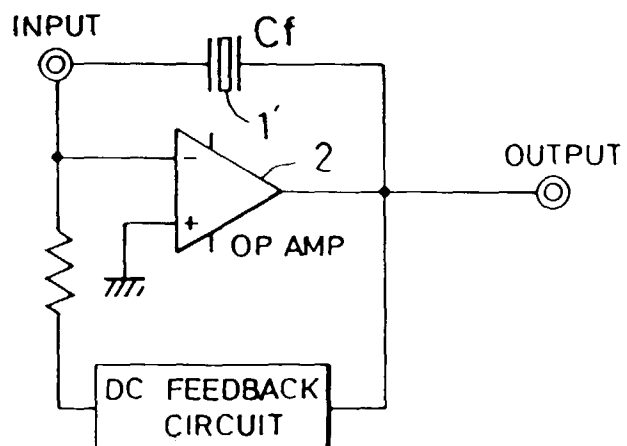 INPUT
Cf
1'
2
OUTPUT
-
+
OP AMP
DC FEEDBACK
CIRCUIT